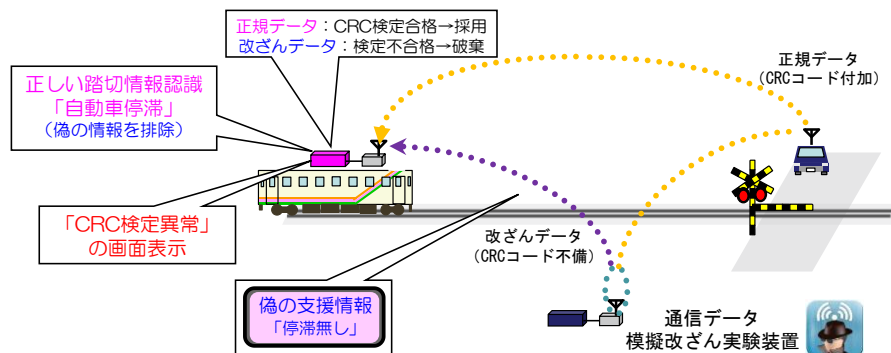 正規データ：CRC検定合格→採用
改ざんデータ：検定不合格→破棄
正しい踏切情報認識
「自動車停滞」
（偽の情報を排除）
正規データ
（CRCコード付加）
「CRC検定異常」
の画面表示
改ざんデータ
（CRCコード不備）
偽の支援情報
「停滞無し」
通信データ
模擬改ざん実験装置